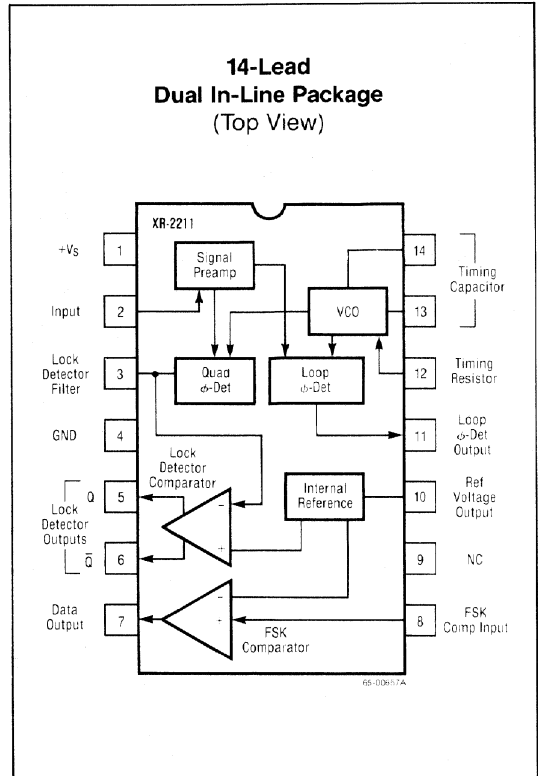 14-Lead
Dual In-Line Package
(Top View)
XR-2211
+VS
1
Input
2
Lock
Detector
Filter
3
GND
4
Lock
Detector
Outputs
Q
5
Q̅
6
Data
Output
7
Signal
Preamp
VCO
Quad
ϕ-Det
Loop
ϕ-Det
Lock
Detector
Comparator
-
+
Internal
Reference
-
+
FSK
Comparator
14
Timing
Capacitor
13
12
Timing
Resistor
11
Loop
ϕ-Det
Output
10
Ref
Voltage
Output
9
NC
8
FSK
Comp Input
65-00657A